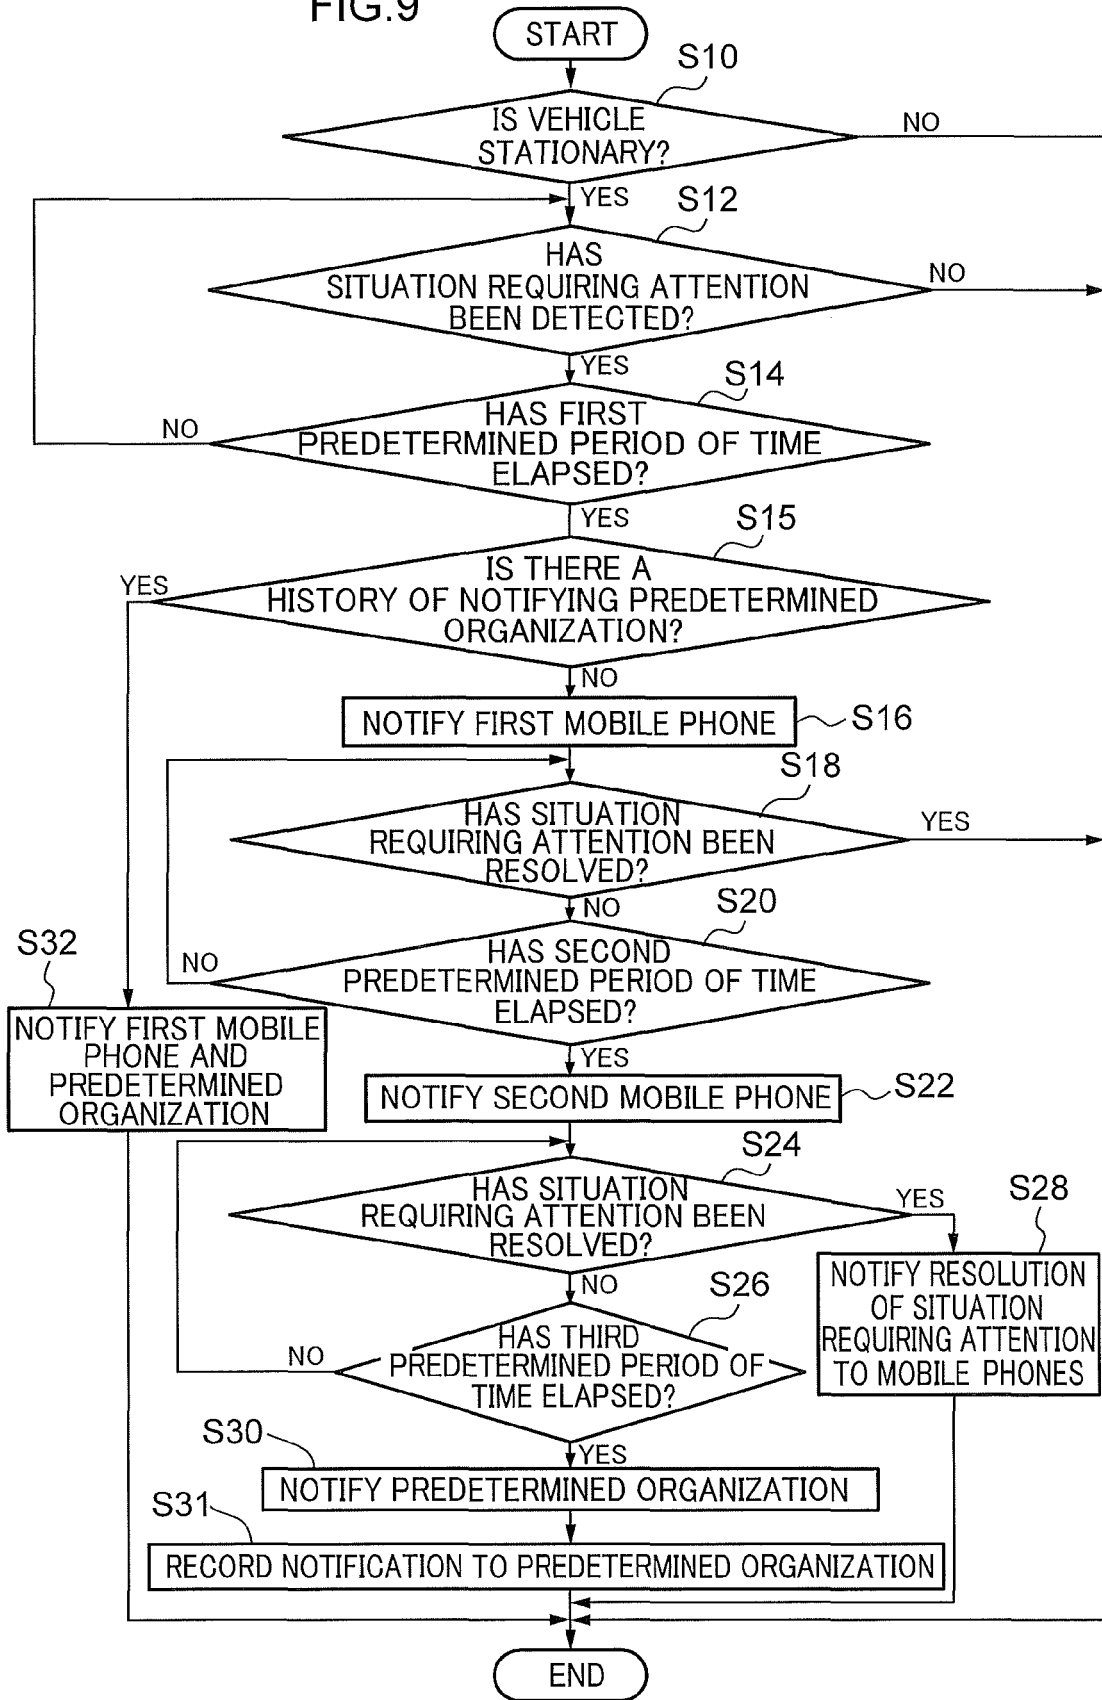 FIG.9
START
S10
IS VEHICLE
STATIONARY?
NO
YES
S12
HAS
SITUATION REQUIRING ATTENTION
BEEN DETECTED?
NO
YES
S14
HAS FIRST
PREDETERMINED PERIOD OF TIME
ELAPSED?
NO
YES
S15
IS THERE A
HISTORY OF NOTIFYING PREDETERMINED
ORGANIZATION?
YES
NO
NOTIFY FIRST MOBILE PHONE
S16
S18
HAS SITUATION
REQUIRING ATTENTION BEEN
RESOLVED?
YES
NO
S20
HAS SECOND
PREDETERMINED PERIOD OF TIME
ELAPSED?
NO
YES
S32
NOTIFY FIRST MOBILE
PHONE AND
PREDETERMINED
ORGANIZATION
NOTIFY SECOND MOBILE PHONE
S22
S24
HAS SITUATION
REQUIRING ATTENTION BEEN
RESOLVED?
YES
NO
S28
NOTIFY RESOLUTION
OF SITUATION
REQUIRING ATTENTION
TO MOBILE PHONES
S26
HAS THIRD
PREDETERMINED PERIOD OF
TIME ELAPSED?
NO
YES
S30
NOTIFY PREDETERMINED ORGANIZATION
S31
RECORD NOTIFICATION TO PREDETERMINED ORGANIZATION
END